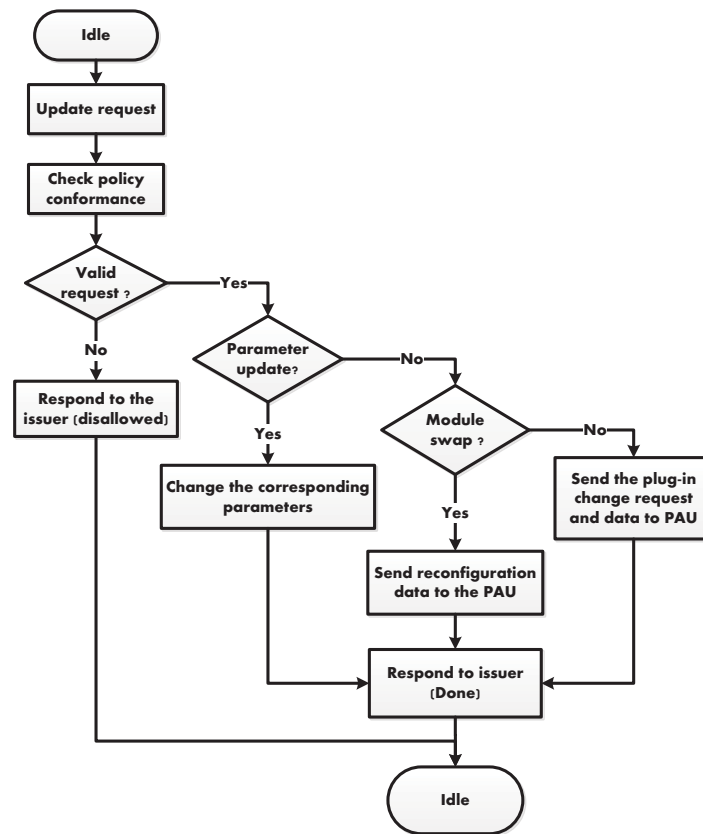 Idle
Update request
Check policy
conformance
Valid
request ?
Yes
No
Parameter
update?
No
Respond to the
issuer (disallowed)
Yes
Module
swap ?
No
Change the corresponding
parameters
Yes
Send the plug-in
change request
and data to PAU
Send reconfiguration
data to the PAU
Respond to issuer
(Done)
Idle